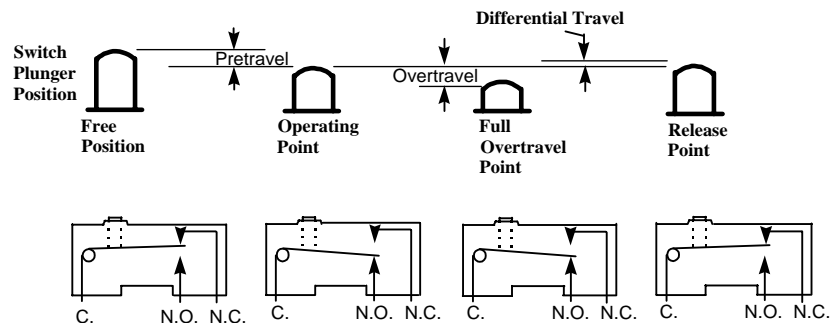 Differential Travel
Switch
Plunger
Position
Pretravel
Overtravel
Free
Position
Operating
Point
Full
Overtravel
Point
Release
Point
C. N.O. N.C.
C. N.O. N.C.
C. N.O. N.C.
C. N.O. N.C.